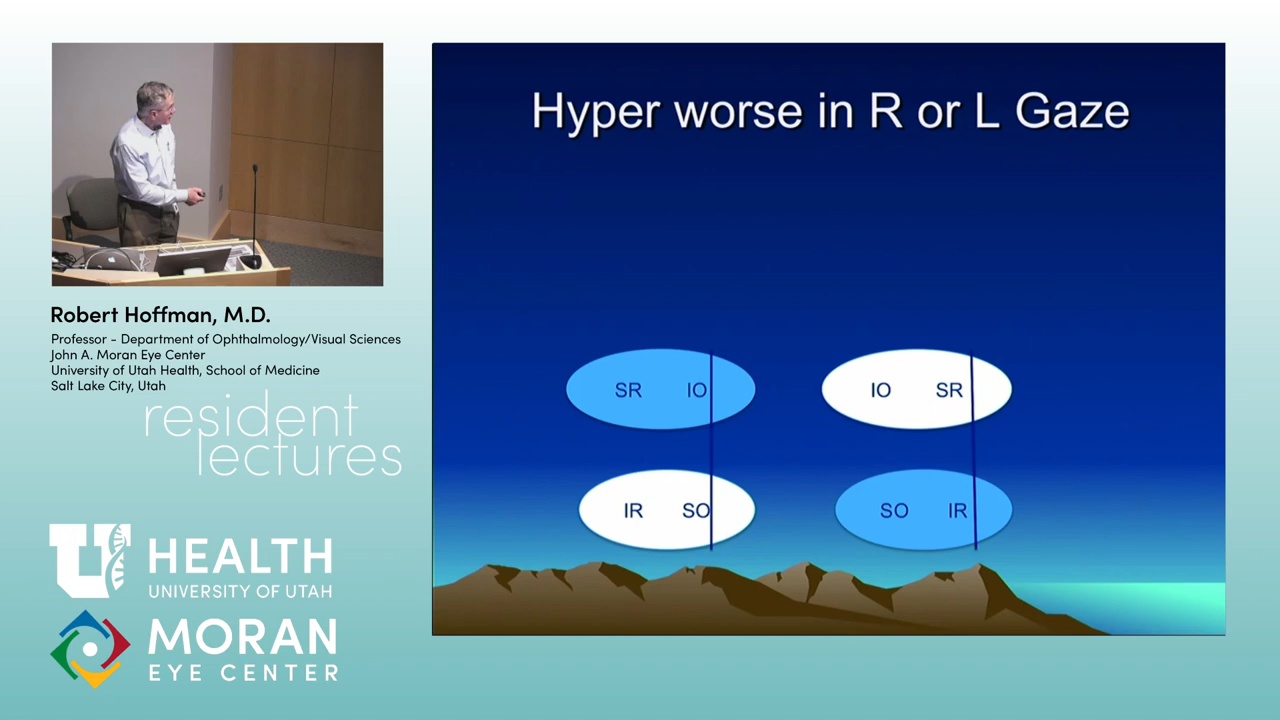 Hyper worse in R or L Gaze
SR IO IO SR
IR SO SO IR
Robert Hoffman, M.D.
Professor - Department of Ophthalmology/Visual Sciences
John A. Moran Eye Center
University of Utah Health, School of Medicine
Salt Lake City, Utah
resident
lectures
U HEALTH
UNIVERSITY OF UTAH
MORAN
EYE CENTER